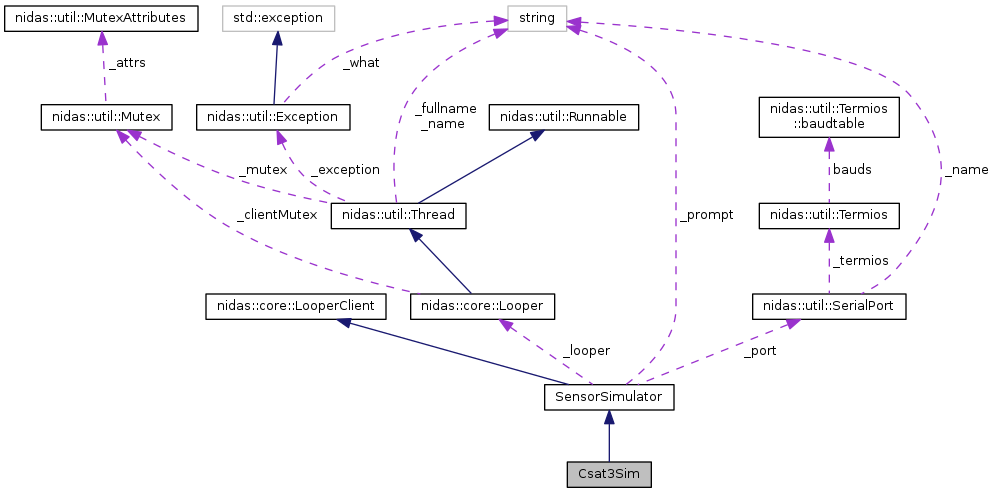 nidas::util::MutexAttributes
std::exception
string
_attrs
_what
nidas::util::Mutex
nidas::util::Exception
_fullname
_name
nidas::util::Runnable
nidas::util::Termios
::baudtable
_mutex
_exception
bauds
_name
_clientMutex
nidas::util::Thread
_prompt
nidas::util::Termios
_termios
nidas::core::LooperClient
nidas::core::Looper
nidas::util::SerialPort
_looper
_port
SensorSimulator
Csat3Sim